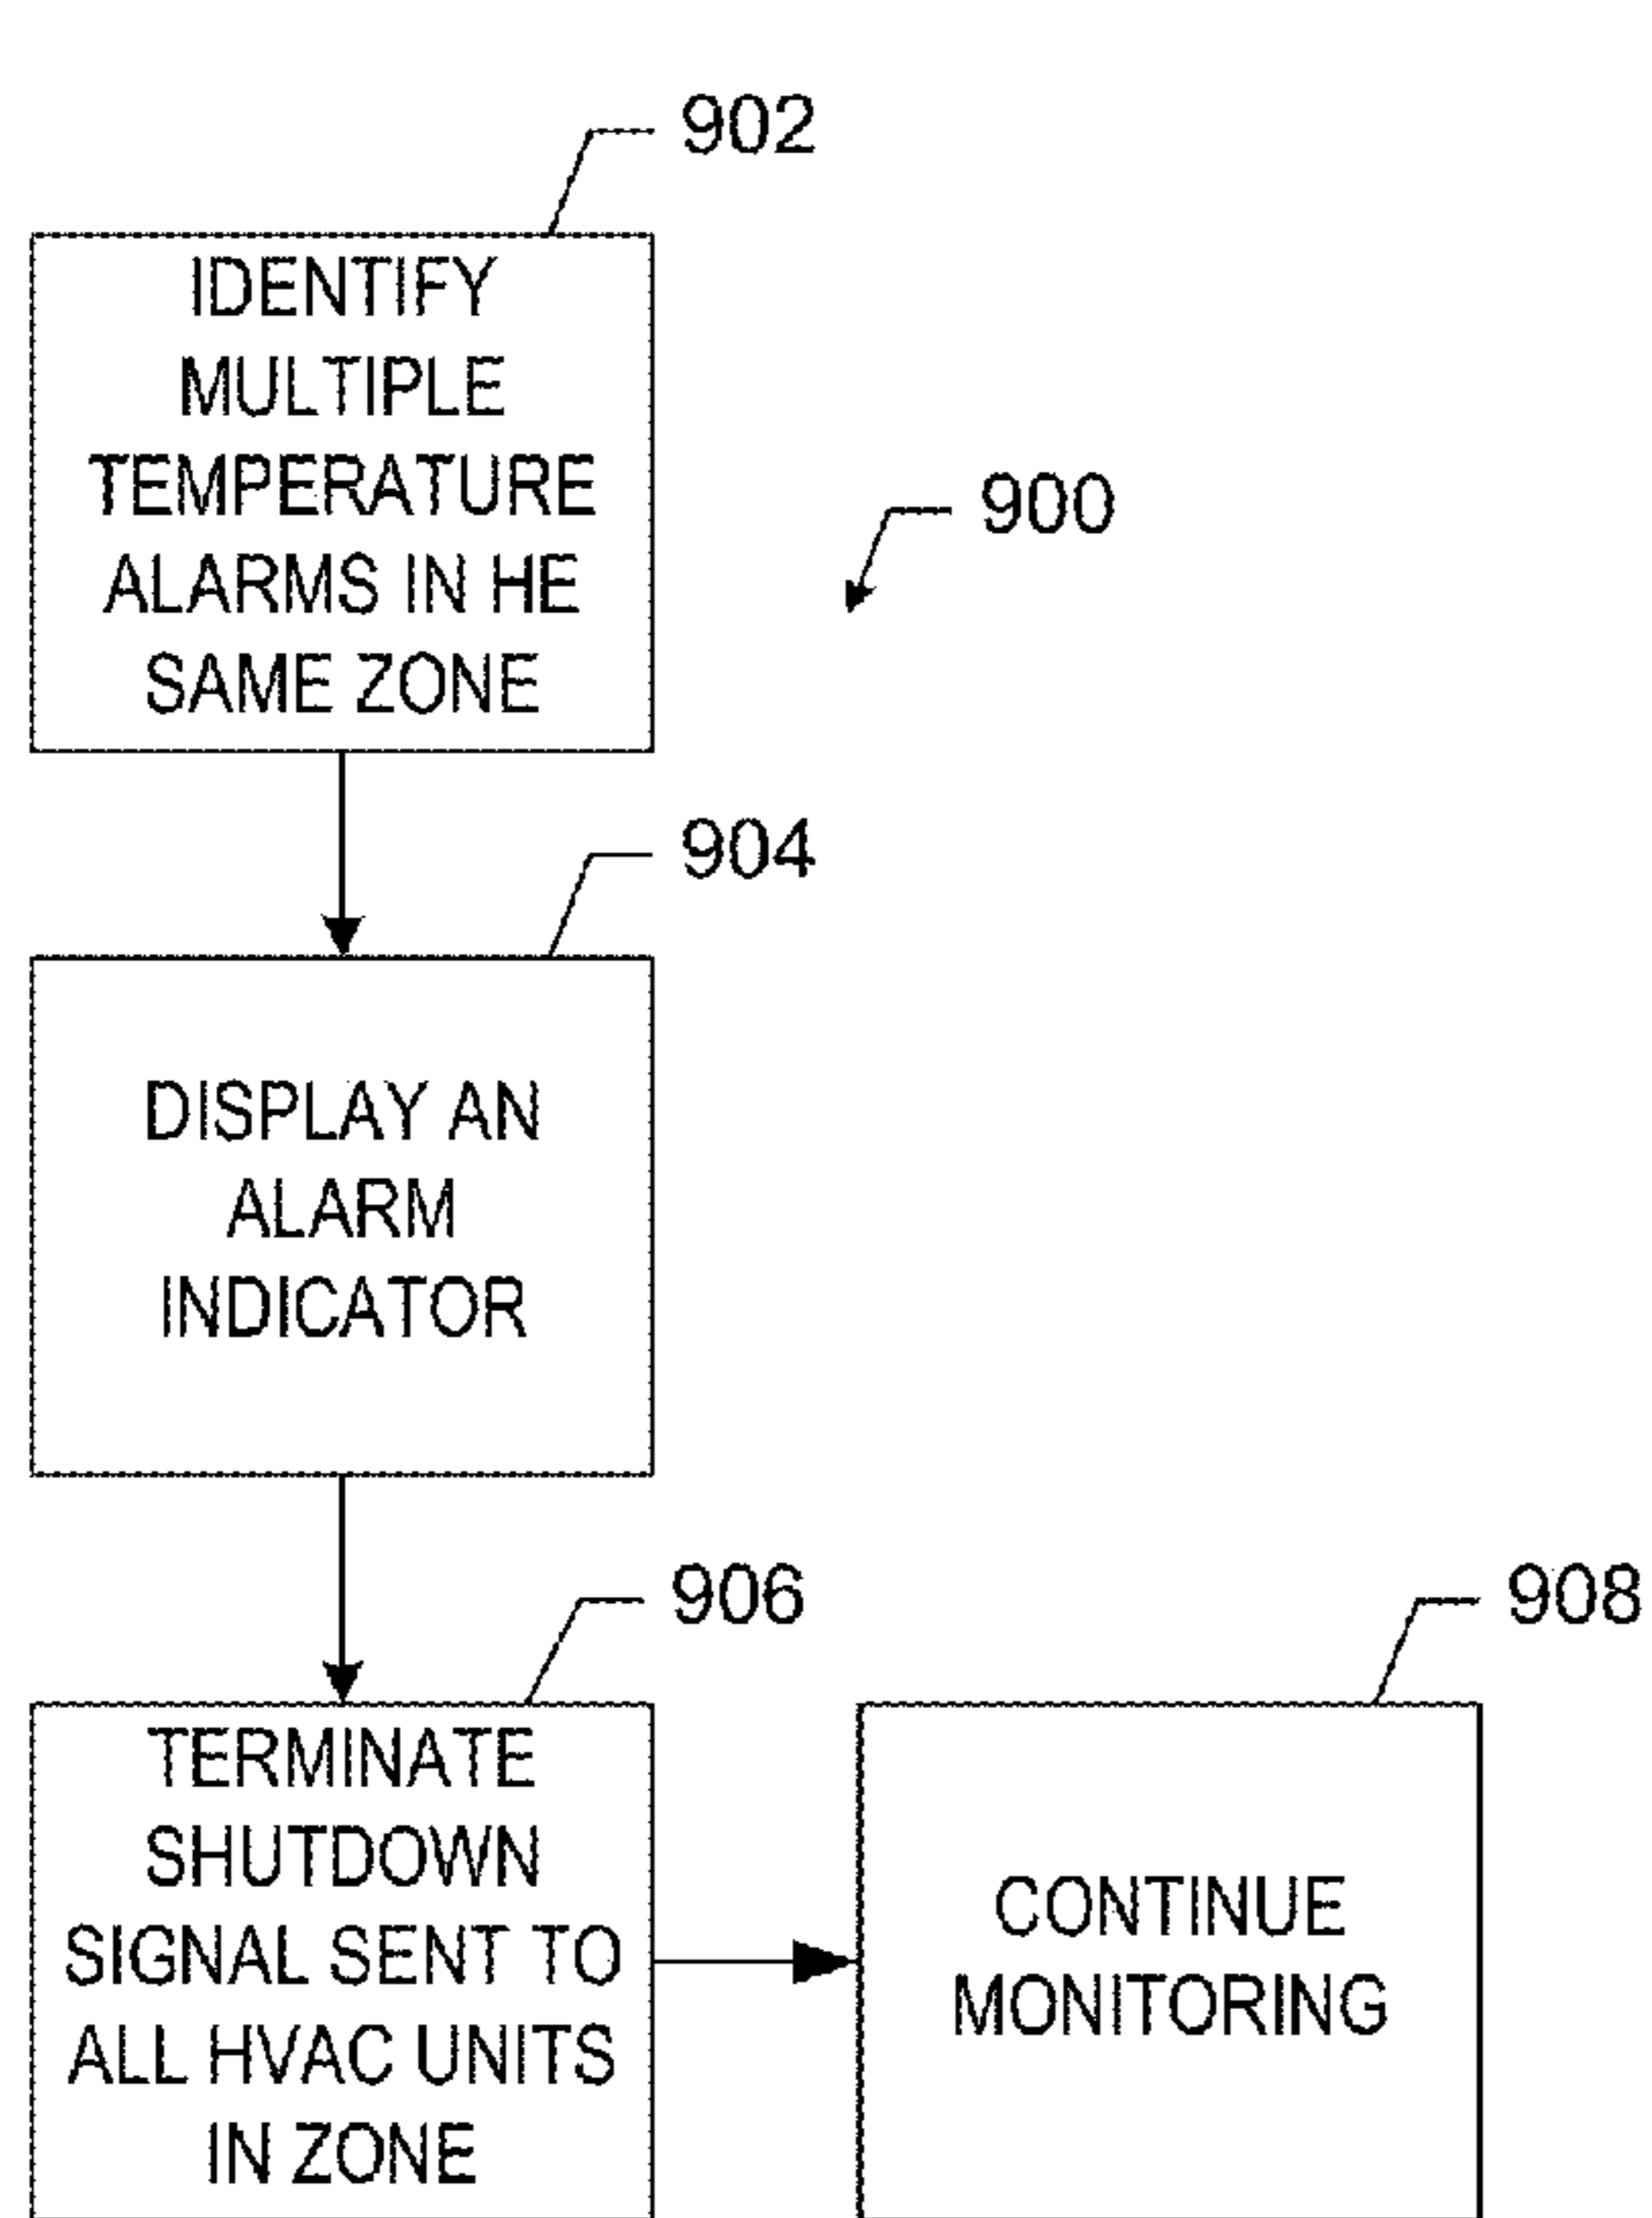 902
IDENTIFY
MULTIPLE
TEMPERATURE
ALARMS IN HE
SAME ZONE
900
904
DISPLAY AN
ALARM
INDICATOR
906
TERMINATE
SHUTDOWN
SIGNAL SENT TO
ALL HVAC UNITS
IN ZONE
908
CONTINUE
MONITORING